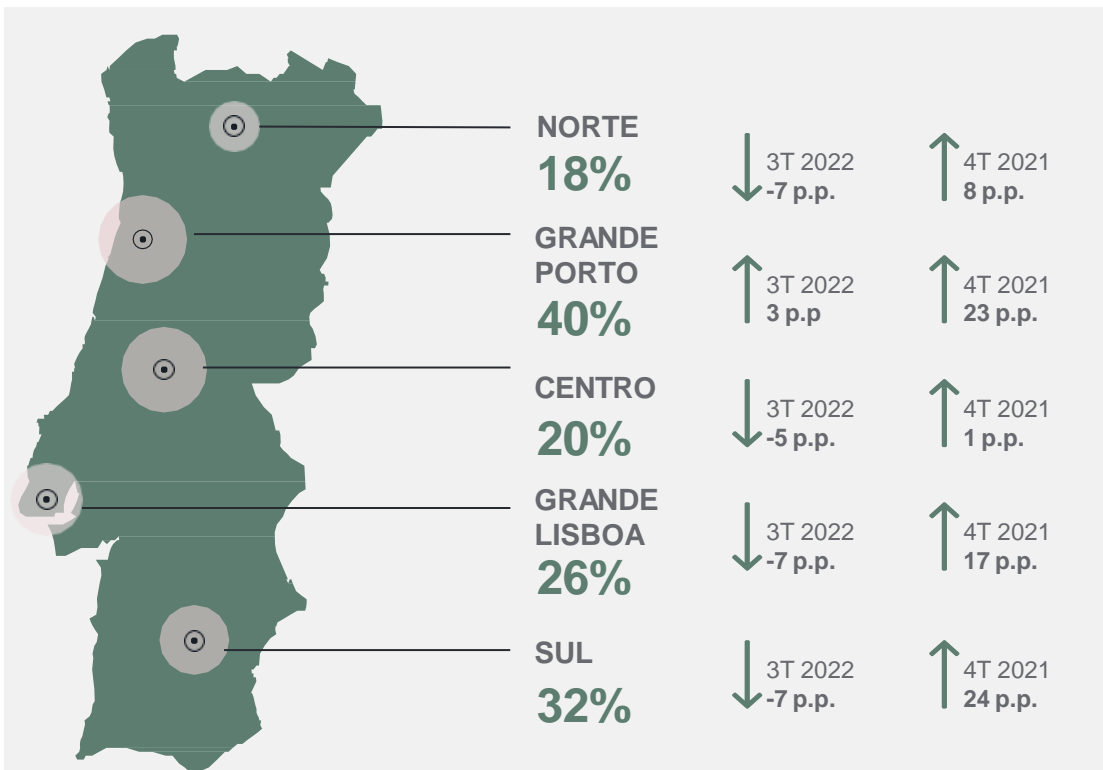 NORTE
18%
3T 2022
-7 p.p.
4T 2021
8 p.p.
GRANDE
PORTO
40%
3T 2022
3 p.p
4T 2021
23 p.p.
CENTRO
20%
3T 2022
-5 p.p.
4T 2021
1 p.p.
GRANDE
LISBOA
26%
3T 2022
-7 p.p.
4T 2021
17 p.p.
SUL
32%
3T 2022
-7 p.p.
4T 2021
24 p.p.